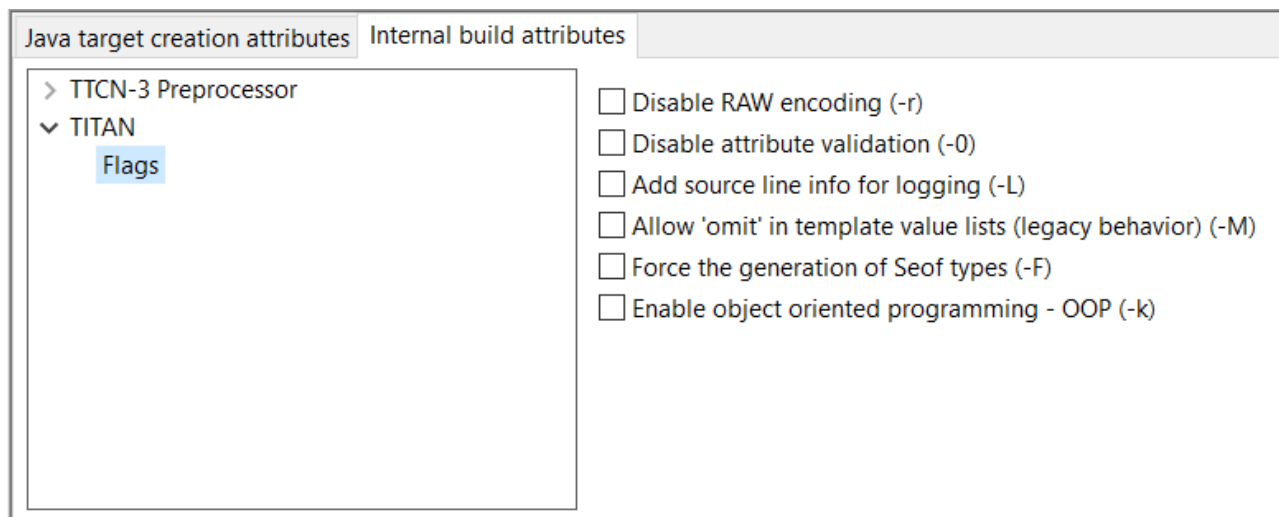 Java target creation attributes Internal build attributes
TTCN-3 Preprocessor
TITAN
Flags
Disable RAW encoding (-r)
Disable attribute validation (-0)
Add source line info for logging (-L)
Allow 'omit' in template value lists (legacy behavior) (-M)
Force the generation of Seof types (-F)
Enable object oriented programming - OOP (-k)